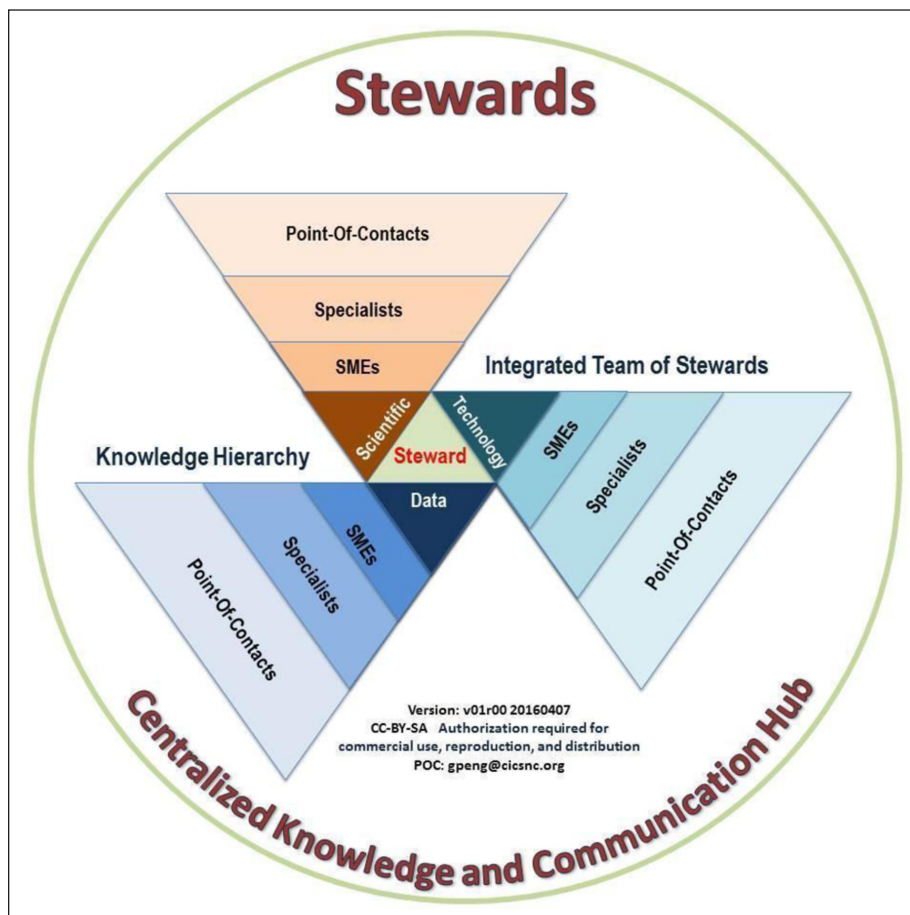 Stewards
Point-Of-Contacts
Specialists
SMEs
Scientific
Integrated Team of Stewards
Technology
SMEs
Specialists
Point-Of-Contacts
Steward
Knowledge Hierarchy
Data
SMEs
Specialists
Point-Of-Contacts
Version: v01r00 20160407
CC-BY-SA Authorization required for
commercial use, reproduction, and distribution
POC: gpeng@cicsnc.org
Centralized Knowledge and Communication Hub